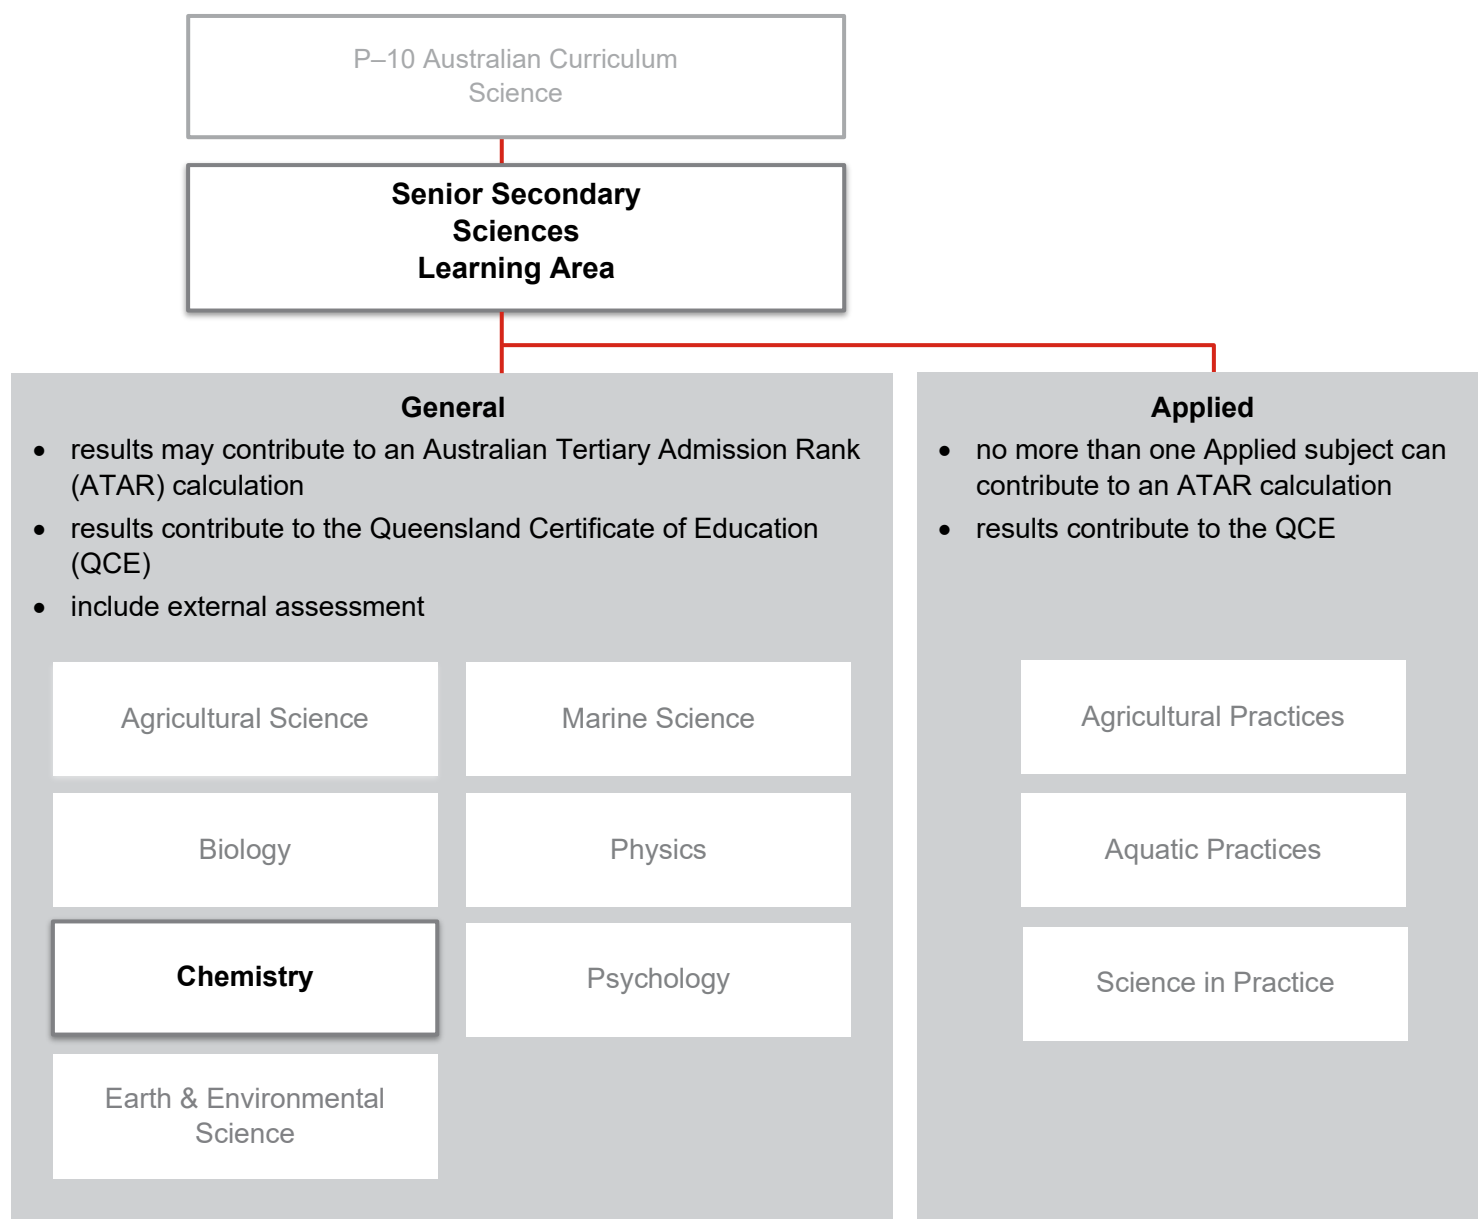 P–10 Australian Curriculum
Science
Senior Secondary
Sciences
Learning Area
General
• results may contribute to an Australian Tertiary Admission Rank
(ATAR) calculation
• results contribute to the Queensland Certificate of Education
(QCE)
• include external assessment
Agricultural Science
Marine Science
Biology
Physics
Chemistry
Psychology
Earth & Environmental
Science
Applied
• no more than one Applied subject can
contribute to an ATAR calculation
• results contribute to the QCE
Agricultural Practices
Aquatic Practices
Science in Practice